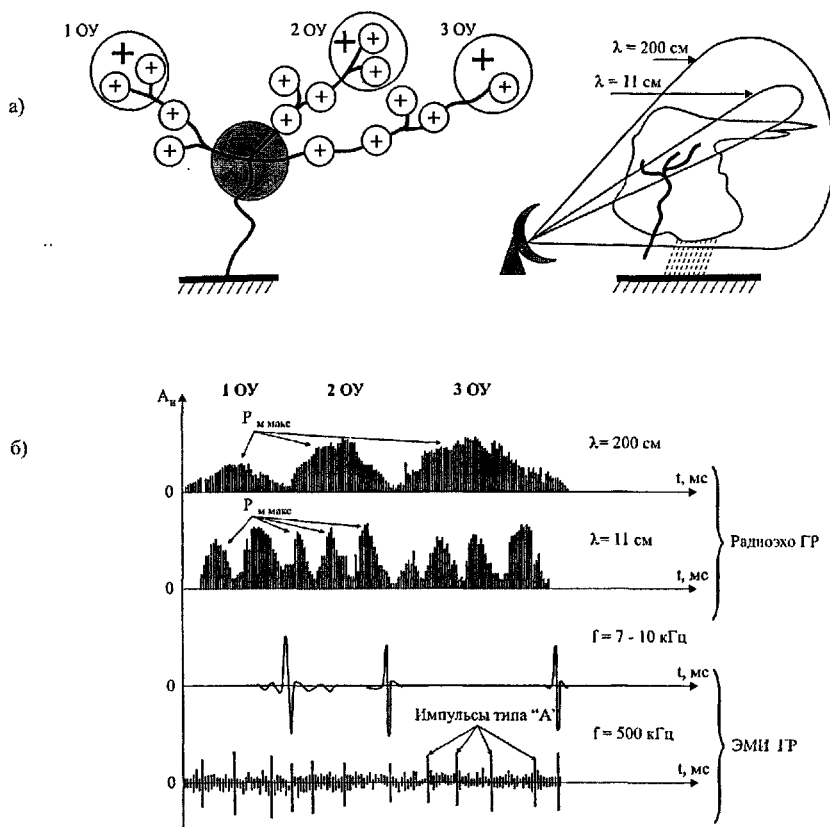 1 ОУ
2 ОУ
3 ОУ
а)
λ = 200 см
λ = 11 см
б)
1 ОУ
2 ОУ
3 ОУ
Aи
Pм макс
λ= 200 см
t, мс
0
Pм макс
λ= 11 см
t, мс
0
Радиоэхо ГР
f = 7 - 10 кГц
t, мс
0
Импульсы типа “А”
f = 500 кГц
t, мс
0
ЭМИ ГР